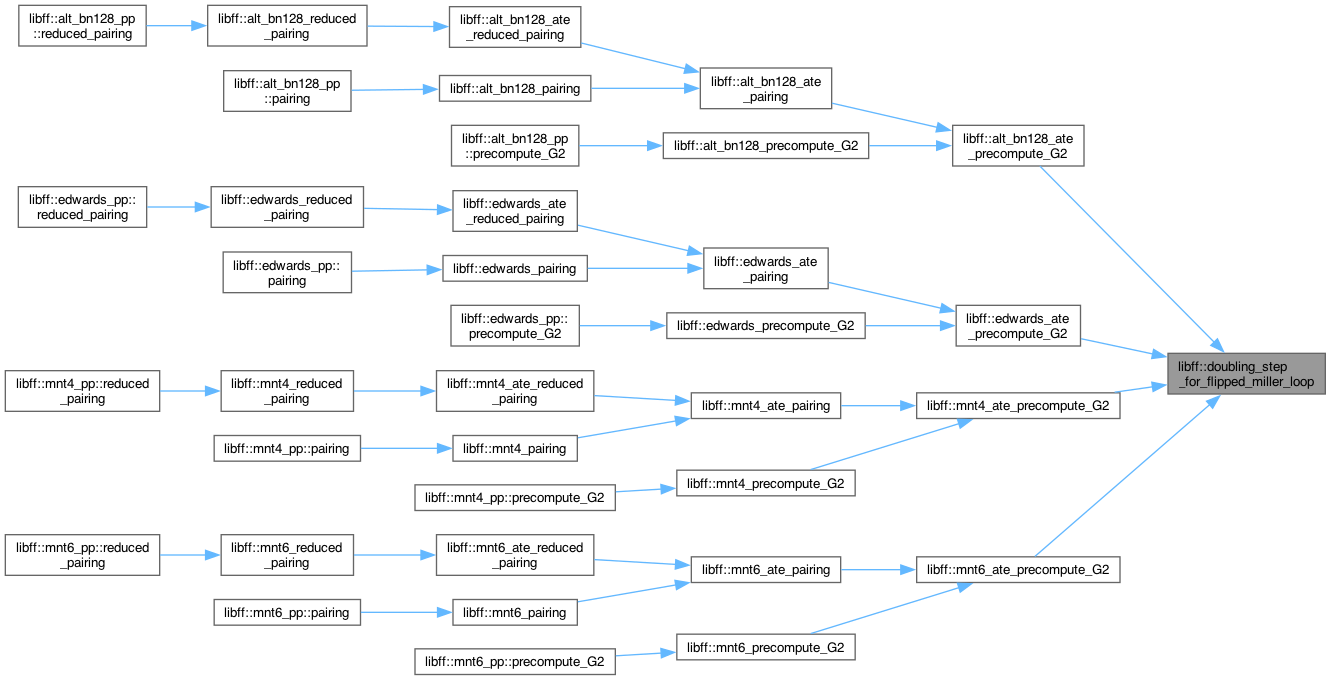 libff::alt_bn128_pp
::reduced_pairing
libff::alt_bn128_reduced
_pairing
libff::alt_bn128_ate
_reduced_pairing
libff::alt_bn128_pp
::pairing
libff::alt_bn128_pairing
libff::alt_bn128_ate
_pairing
libff::alt_bn128_pp
::precompute_G2
libff::alt_bn128_precompute_G2
libff::alt_bn128_ate
_precompute_G2
libff::edwards_pp::
reduced_pairing
libff::edwards_reduced
_pairing
libff::edwards_ate
_reduced_pairing
libff::edwards_pp::
pairing
libff::edwards_pairing
libff::edwards_ate
_pairing
libff::edwards_pp::
precompute_G2
libff::edwards_precompute_G2
libff::edwards_ate
_precompute_G2
libff::doubling_step
_for_flipped_miller_loop
libff::mnt4_pp::reduced
_pairing
libff::mnt4_reduced
_pairing
libff::mnt4_ate_reduced
_pairing
libff::mnt4_ate_pairing
libff::mnt4_ate_precompute_G2
libff::mnt4_pp::pairing
libff::mnt4_pairing
libff::mnt4_pp::precompute_G2
libff::mnt4_precompute_G2
libff::mnt6_pp::reduced
_pairing
libff::mnt6_reduced
_pairing
libff::mnt6_ate_reduced
_pairing
libff::mnt6_ate_pairing
libff::mnt6_ate_precompute_G2
libff::mnt6_pp::pairing
libff::mnt6_pairing
libff::mnt6_pp::precompute_G2
libff::mnt6_precompute_G2